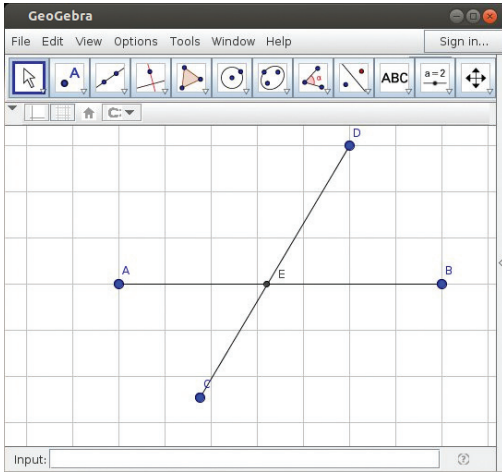 GeoGebra
File Edit View Options Tools Window Help Sign in...
A ABC a=2
D
A E B
C
Input: